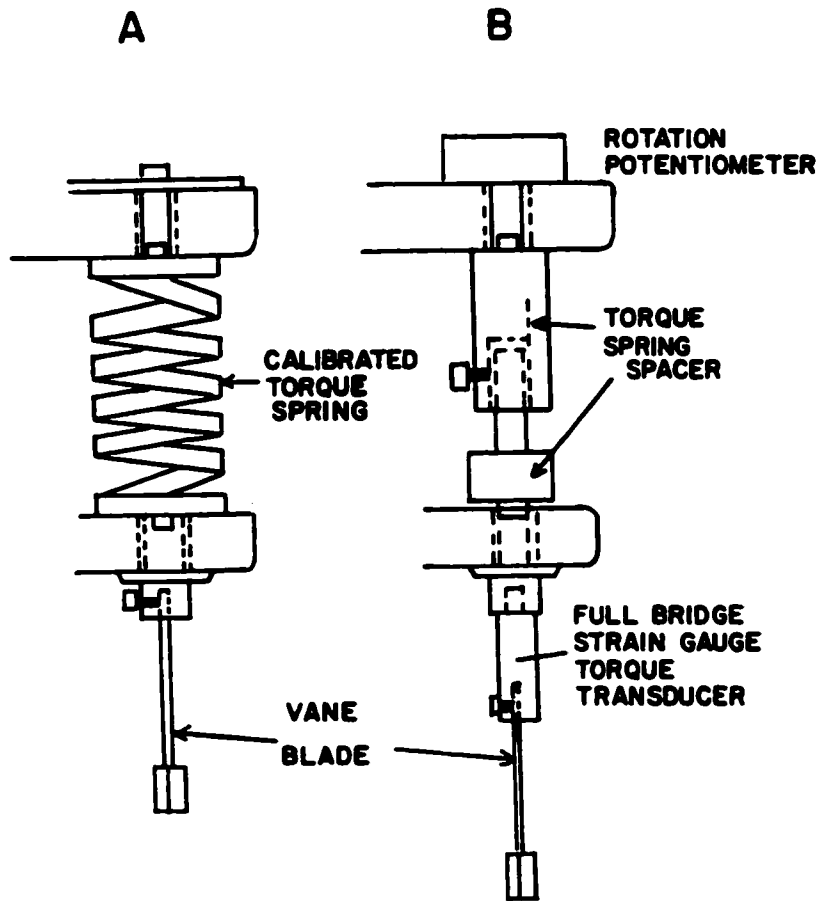 A
B
ROTATION
POTENTIOMETER
CALIBRATED
TORQUE
SPRING
TORQUE
SPRING
SPACER
FULL BRIDGE
STRAIN GAUGE
TORQUE
TRANSDUCER
VANE
BLADE